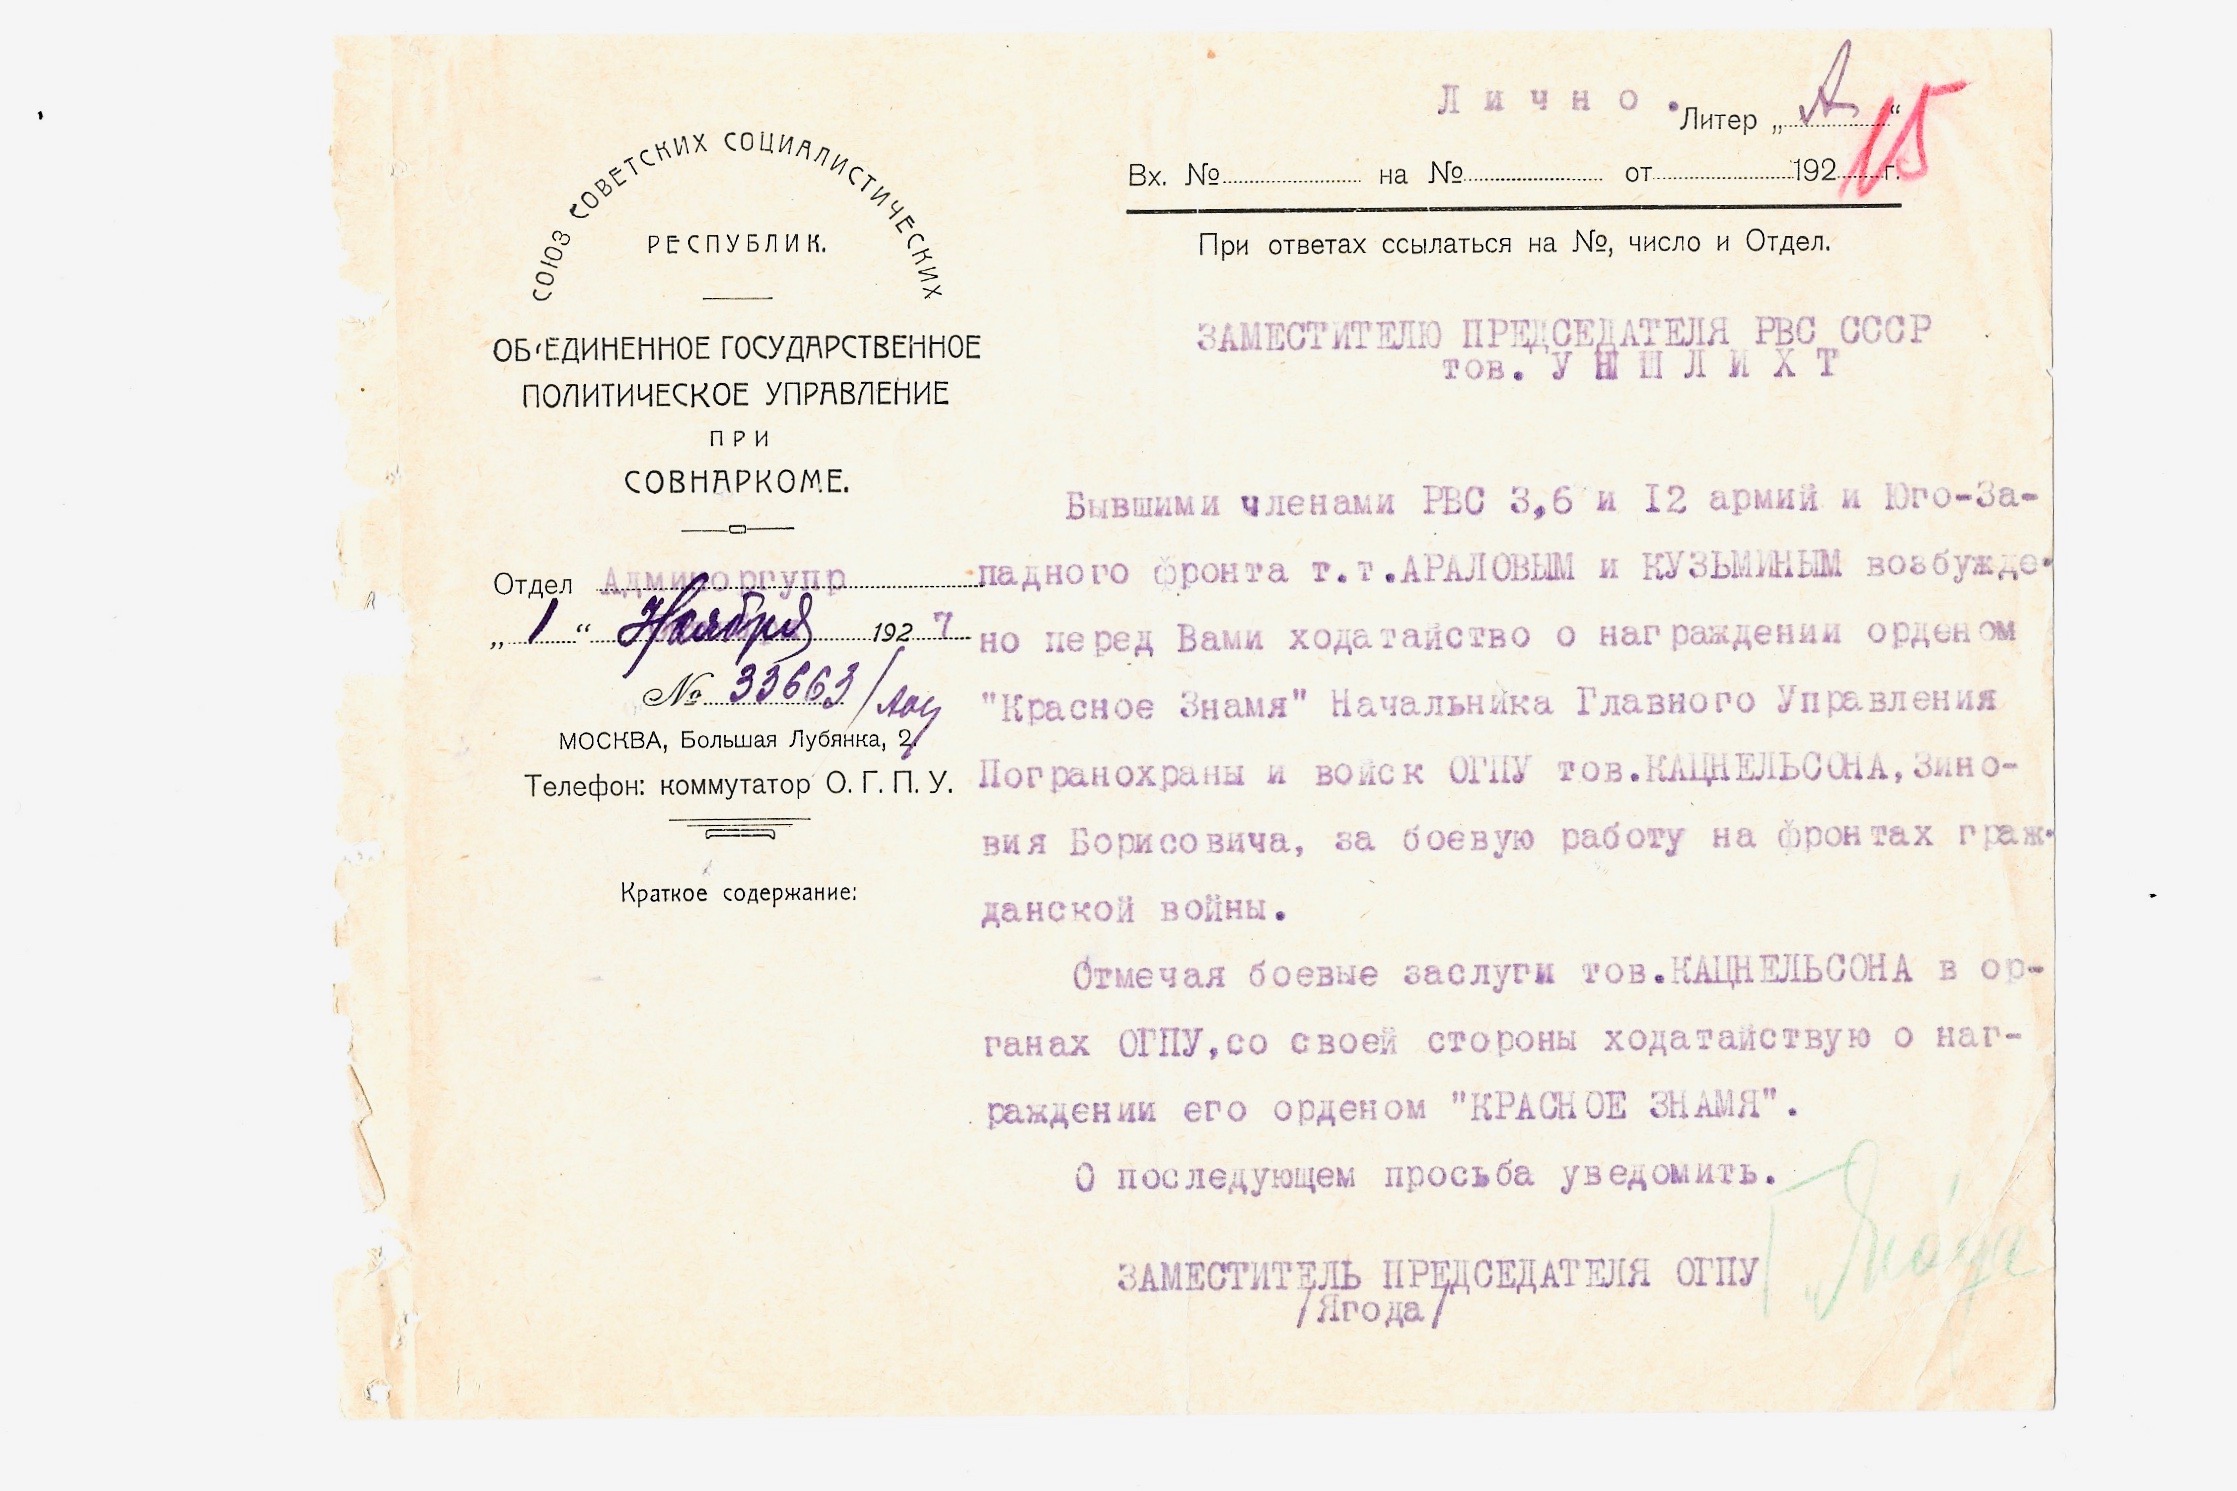 Лично.
Литер „А“
15
Вх. № на № от 192 г.
При ответах ссылаться на №, число и Отдел.
СОЮЗ СОВЕТСКИХ СОЦИАЛИСТИЧЕСКИХ
РЕСПУБЛИК.
ОБ'ЕДИНЕННОЕ ГОСУДАРСТВЕННОЕ
ПОЛИТИЧЕСКОЕ УПРАВЛЕНИЕ
ПРИ
СОВНАРКОМЕ.
Отдел Админоргупр
„1“ Ноября 1927
№ 33663/
МОСКВА, Большая Лубянка, 2.
Телефон: коммутатор О.Г.П.У.
Краткое содержание:
ЗАМЕСТИТЕЛЮ ПРЕДСЕДАТЕЛЯ РВС СССР
тов. УНШЛИХТ
Бывшими членами РВС 3,6 и I2 армий и Юго-За-
падного фронта т.т.АРАЛОВЫМ и КУЗЬМИНЫМ возбужде-
но перед Вами ходатайство о награждении орденом
"Красное Знамя" Начальника Главного Управления
Погранохраны и войск ОГПУ тов.КАЦНЕЛЬСОНА, Зино-
вия Борисовича, за боевую работу на фронтах граж-
данской войны.
Отмечая боевые заслуги тов.КАЦНЕЛЬСОНА в ор-
ганах ОГПУ,со своей стороны ходатайствую о наг-
раждении его орденом "КРАСНОЕ ЗНАМЯ".
О последующем просьба уведомить.
ЗАМЕСТИТЕЛЬ ПРЕДСЕДАТЕЛЯ ОГПУ
/Ягода/
Ягода